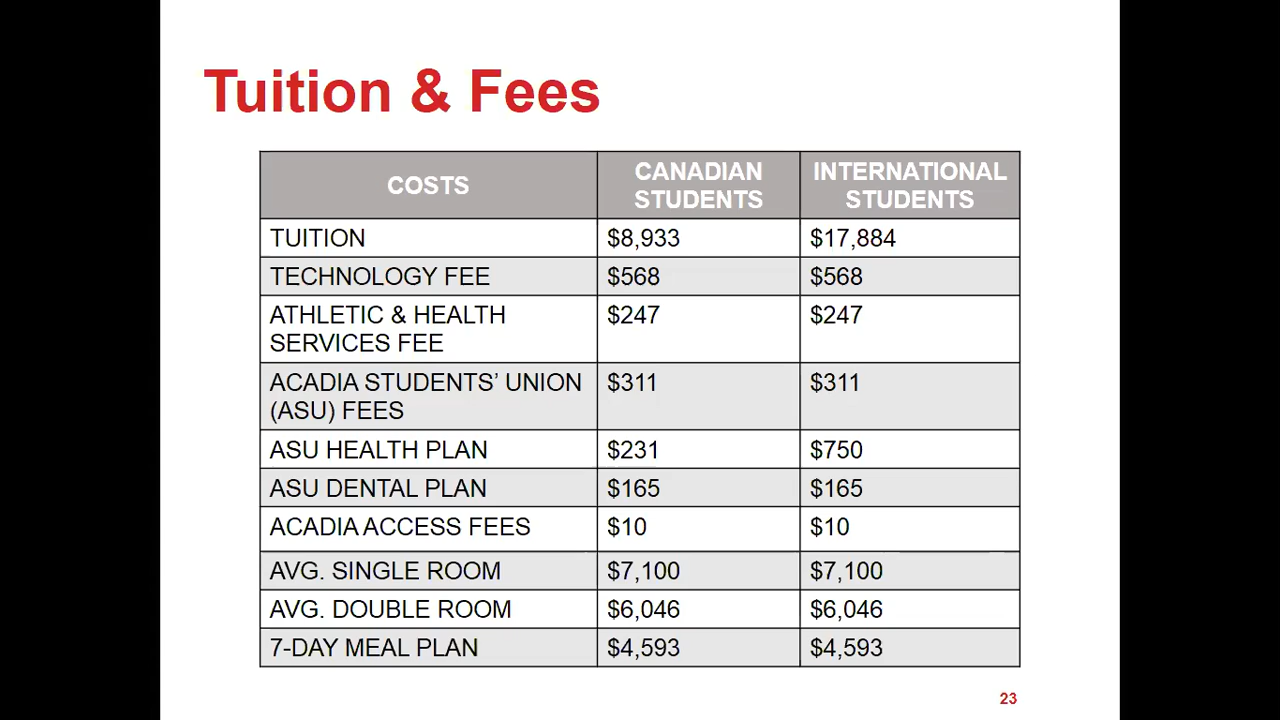 Tuition & Fees
COSTS
CANADIAN
STUDENTS
INTERNATIONAL
STUDENTS
TUITION $8,933 $17,884
TECHNOLOGY FEE $568 $568
ATHLETIC & HEALTH
SERVICES FEE
$247 $247
ACADIA STUDENTS’ UNION
(ASU) FEES
$311 $311
ASU HEALTH PLAN $231 $750
ASU DENTAL PLAN $165 $165
ACADIA ACCESS FEES $10 $10
AVG. SINGLE ROOM $7,100 $7,100
AVG. DOUBLE ROOM $6,046 $6,046
7-DAY MEAL PLAN $4,593 $4,593
23